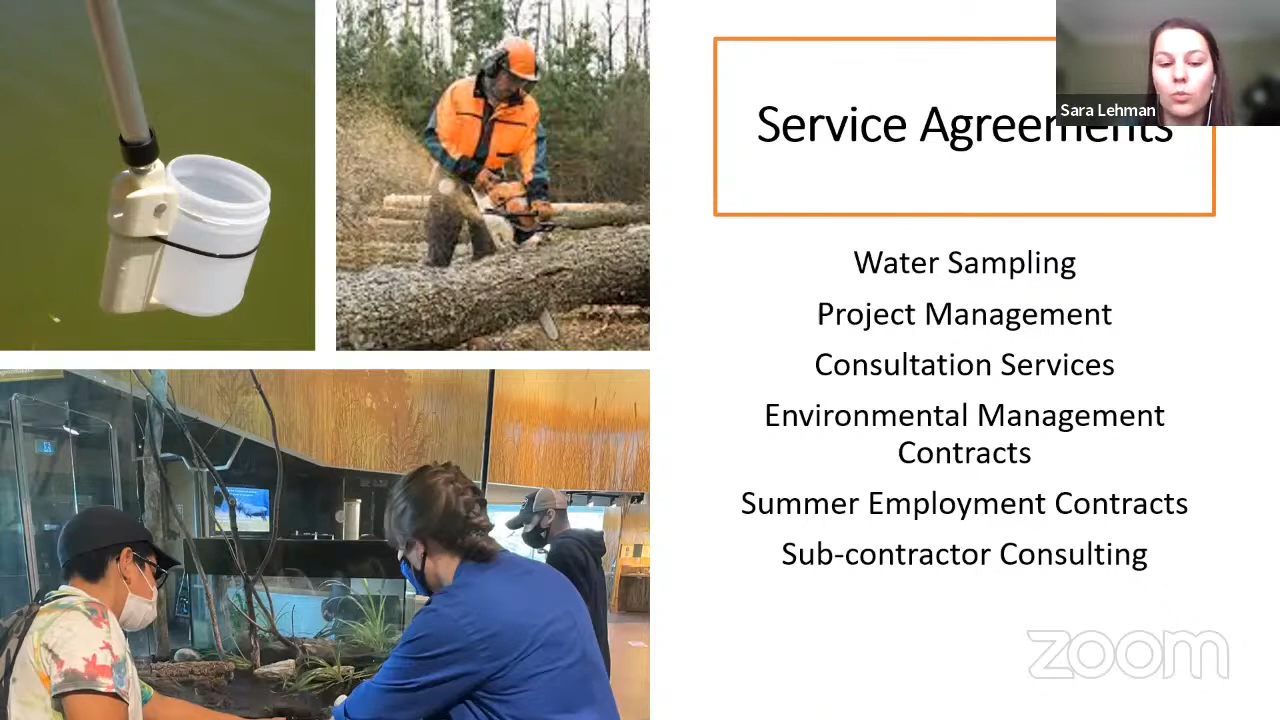 Service Agreements
Sara Lehman
Water Sampling
Project Management
Consultation Services
Environmental Management
Contracts
Summer Employment Contracts
Sub-contractor Consulting
zoom